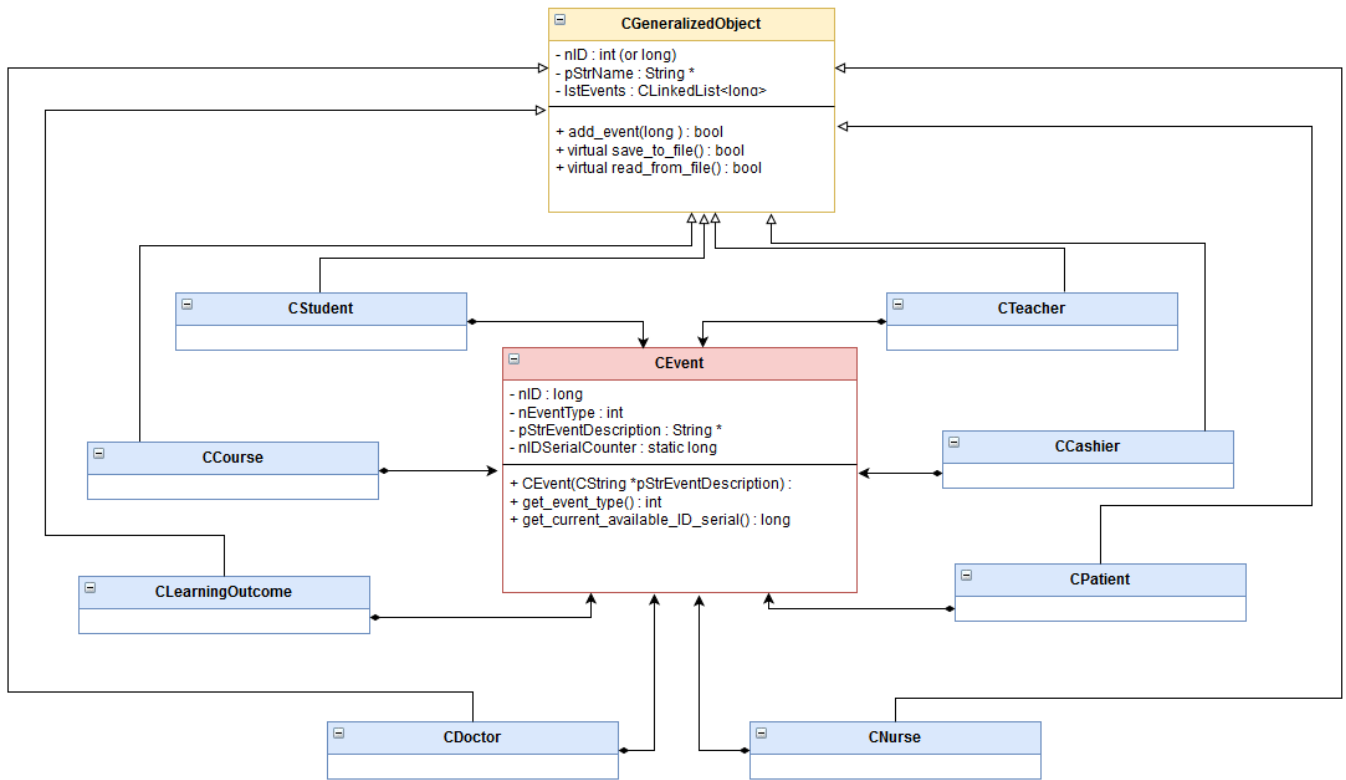 CGeneralizedObject
- nID : int (or long)
- pStrName : String *
- lstEvents : CLinkedList<long>
+ add_event(long ) : bool
+ virtual save_to_file() : bool
+ virtual read_from_file() : bool
CStudent
CTeacher
CEvent
- nID : long
- nEventType : int
- pStrEventDescription : String *
- nIDSerialCounter : static long
+ CEvent(CString *pStrEventDescription) :
+ get_event_type() : int
+ get_current_available_ID_serial() : long
CCourse
CCashier
CLearningOutcome
CPatient
CDoctor
CNurse